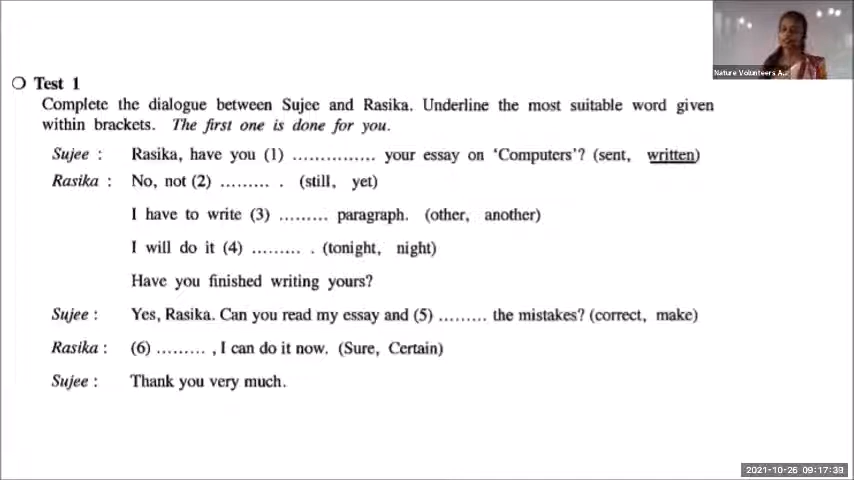 Nature Volunteers A...
Test 1
Complete the dialogue between Sujee and Rasika. Underline the most suitable word given
within brackets. The first one is done for you.
Sujee : Rasika, have you (1) ............... your essay on 'Computers'? (sent, written)
Rasika : No, not (2) ......... . (still, yet)
I have to write (3) ......... paragraph. (other, another)
I will do it (4) ......... . (tonight, night)
Have you finished writing yours?
Sujee : Yes, Rasika. Can you read my essay and (5) ......... the mistakes? (correct, make)
Rasika : (6) ......... , I can do it now. (Sure, Certain)
Sujee : Thank you very much.
2021-10-26 09:17:39